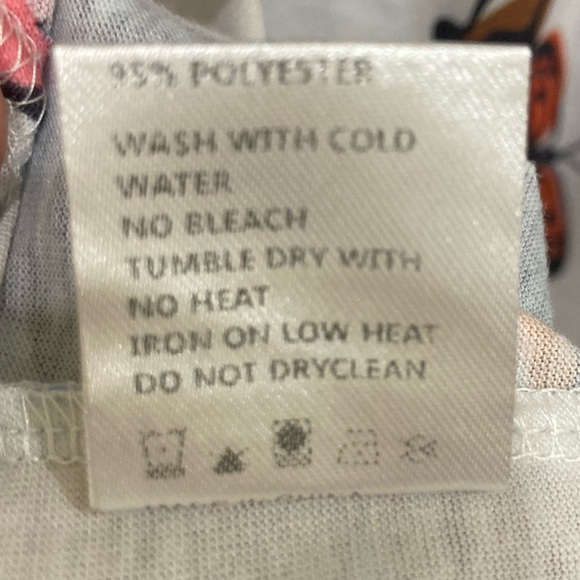 95% POLYESTER
WASH WITH COLD
WATER
NO BLEACH
TUMBLE DRY WITH
NO HEAT
IRON ON LOW HEAT
DO NOT DRYCLEAN